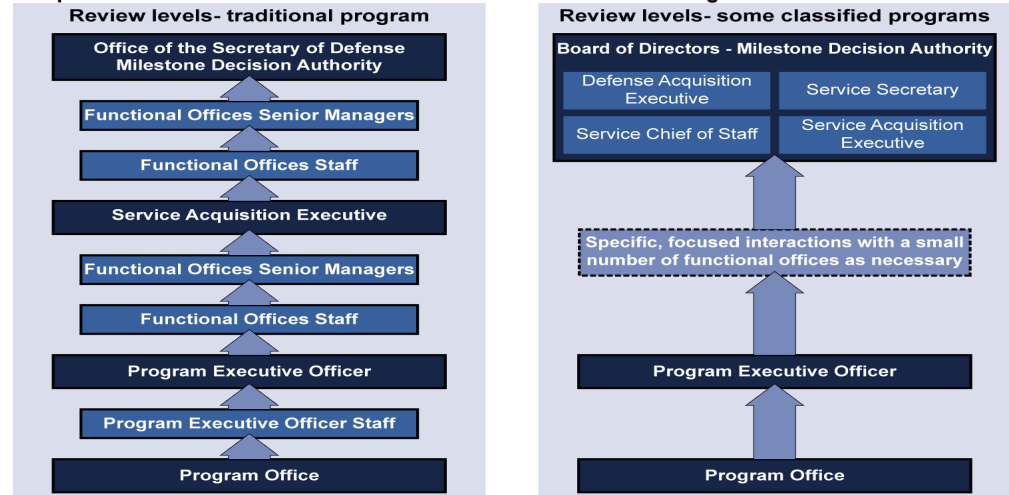 Review levels- traditional program
Office of the Secretary of Defense
Milestone Decision Authority
Functional Offices Senior Managers
Functional Offices Staff
Service Acquisition Executive
Functional Offices Senior Managers
Functional Offices Staff
Program Executive Officer
Program Executive Officer Staff
Program Office
Review levels- some classified programs
Board of Directors - Milestone Decision Authority
Defense Acquisition
Executive
Service Secretary
Service Chief of Staff
Service Acquisition
Executive
Specific, focused interactions with a small
number of functional offices as necessary
Program Executive Officer
Program Office